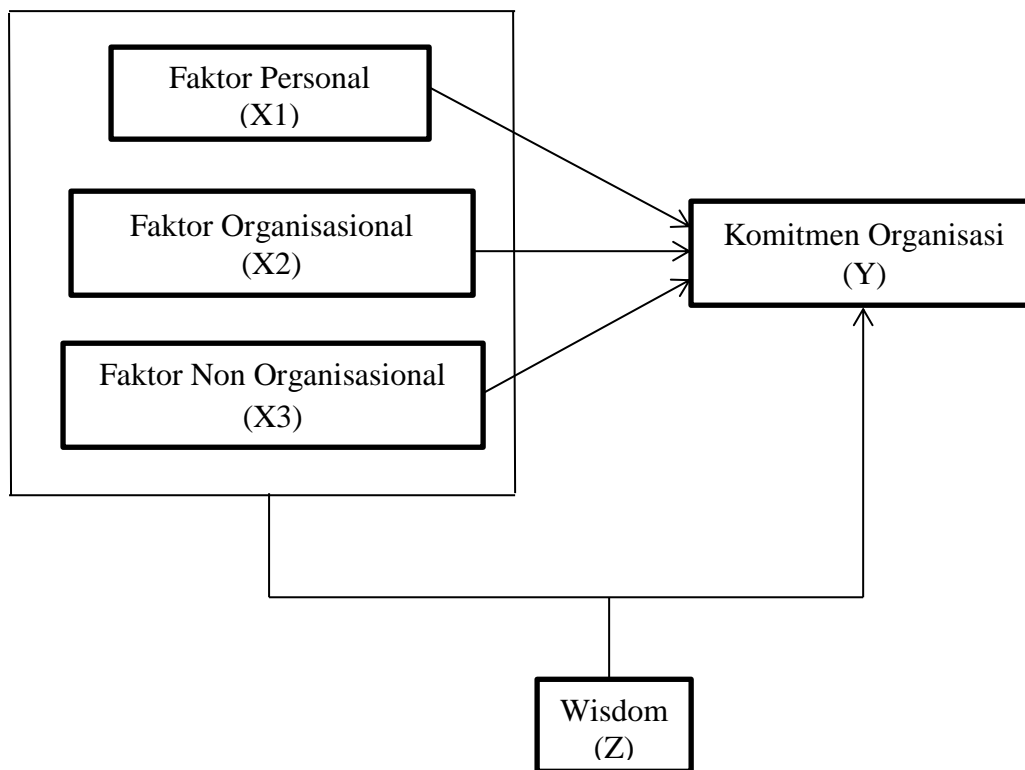 Faktor Personal
(X1)
Faktor Organisasional
(X2)
Komitmen Organisasi
(Y)
Faktor Non Organisasional
(X3)
Wisdom
(Z)